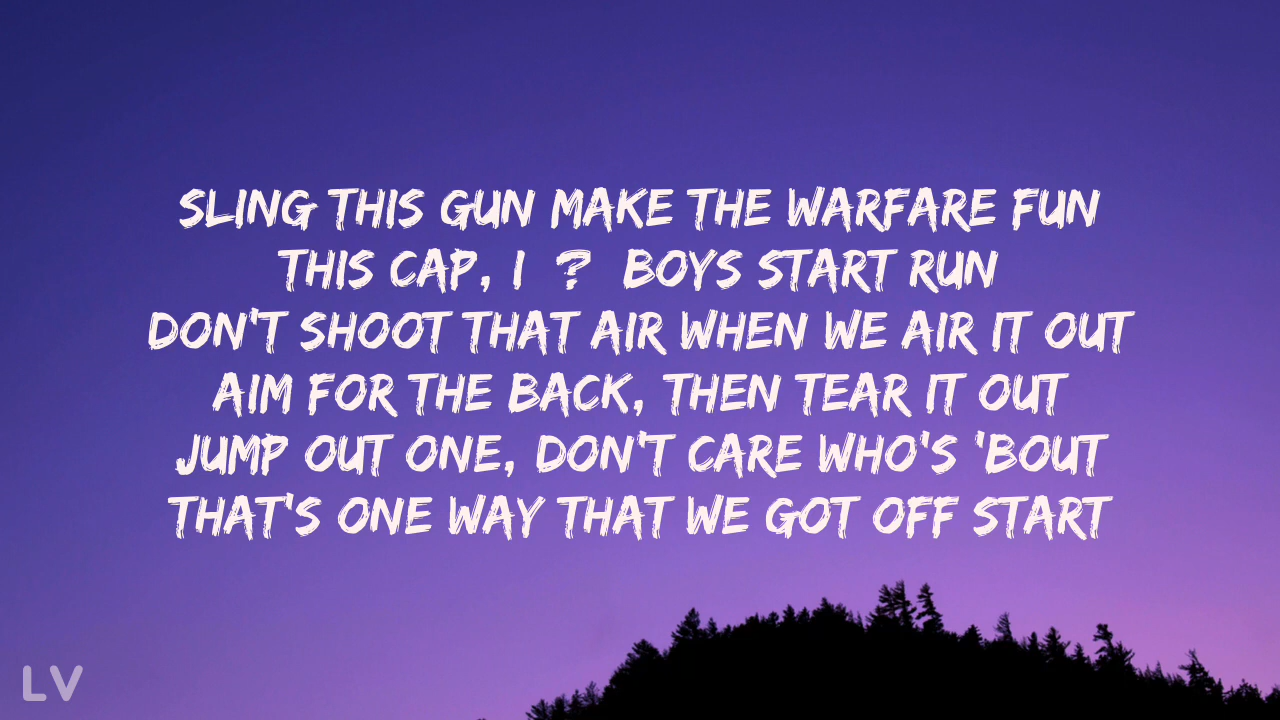 SLING THIS GUN MAKE THE WARFARE FUN
THIS CAP, I ? BOYS START RUN
DON'T SHOOT THAT AIR WHEN WE AIR IT OUT
AIM FOR THE BACK, THEN TEAR IT OUT
JUMP OUT ONE, DON'T CARE WHO'S 'BOUT
THAT'S ONE WAY THAT WE GOT OFF START
LV